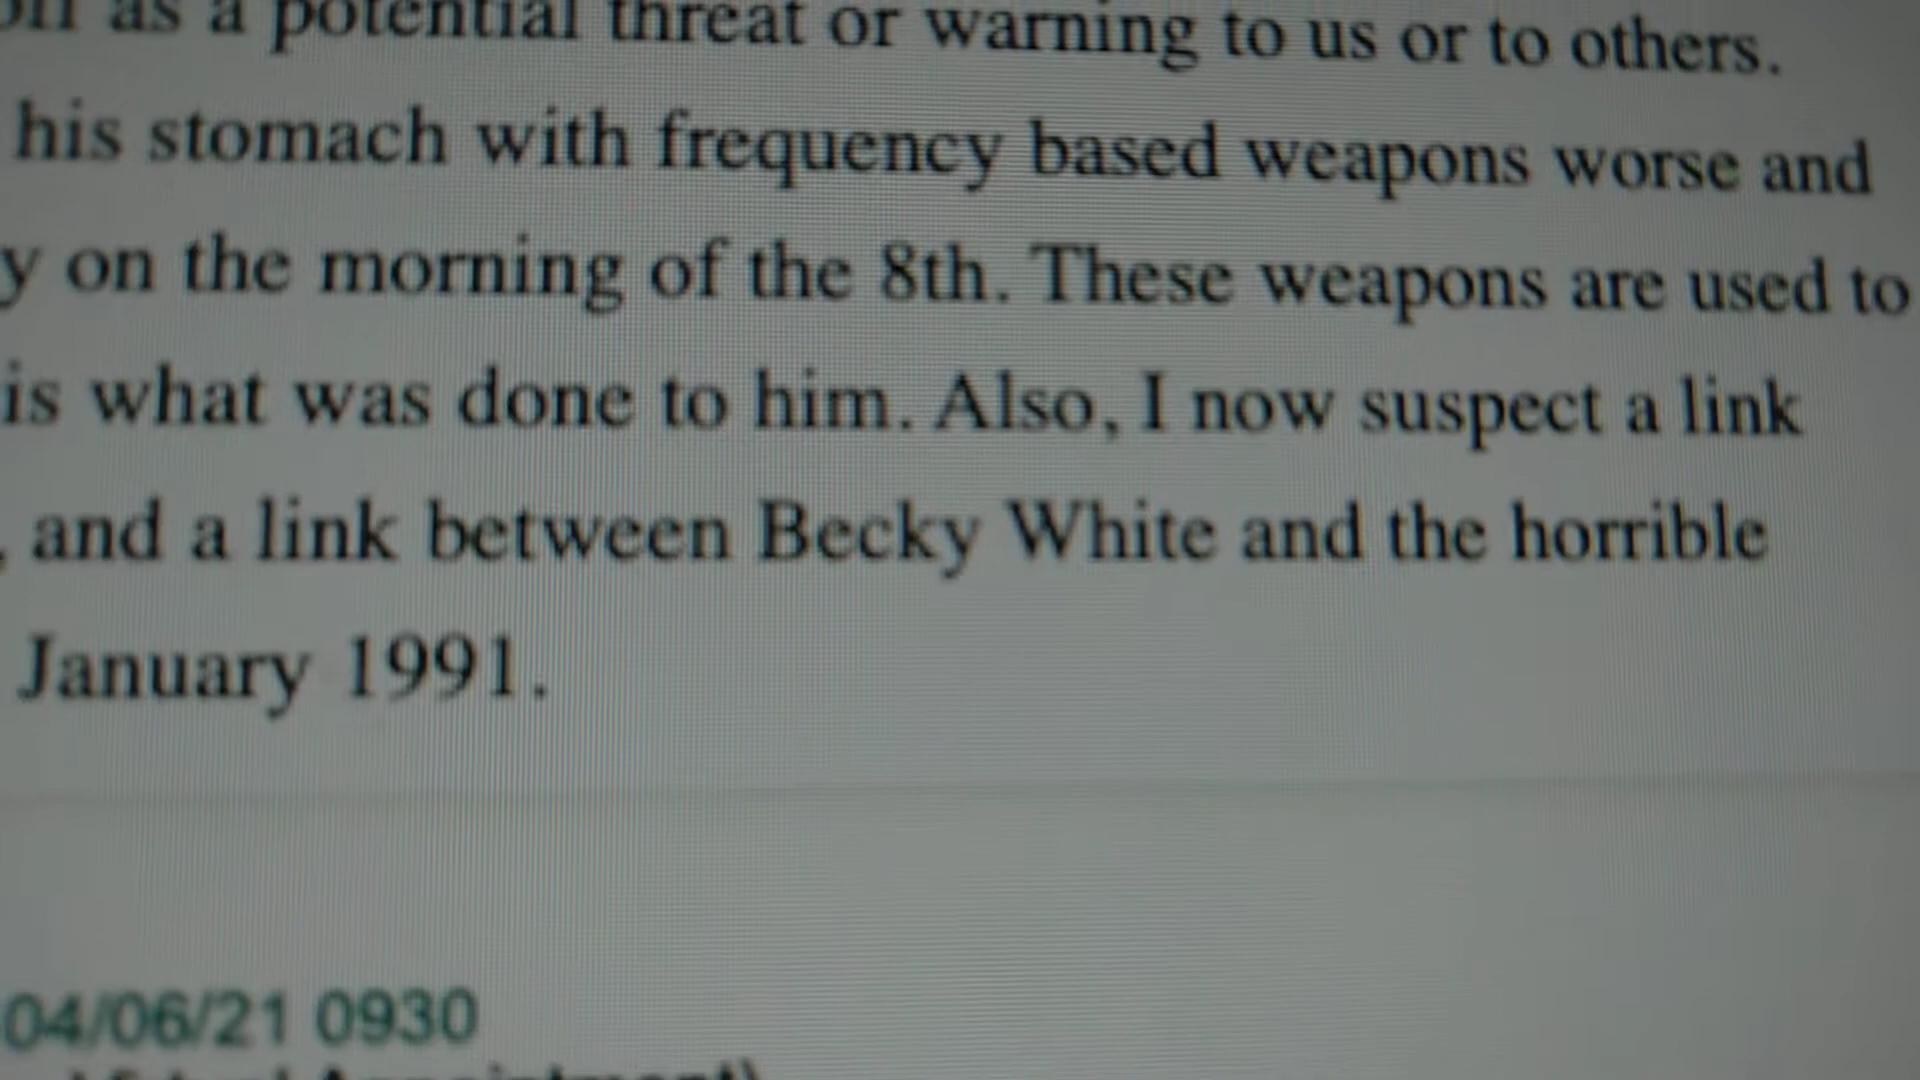 as a potential threat or warning to us or to others.
his stomach with frequency based weapons worse and
y on the morning of the 8th. These weapons are used to
is what was done to him. Also, I now suspect a link
, and a link between Becky White and the horrible
January 1991.
04/06/21 0930
Appointment)